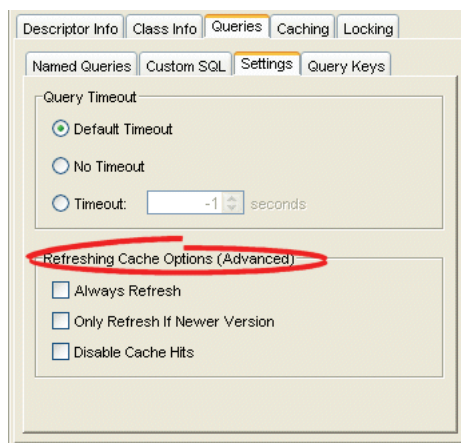 Descriptor Info Class Info Queries Caching Locking
Named Queries Custom SQL Settings Query Keys
Query Timeout
Default Timeout
No Timeout
Timeout: -1 seconds
Refreshing Cache Options (Advanced)
Always Refresh
Only Refresh If Newer Version
Disable Cache Hits